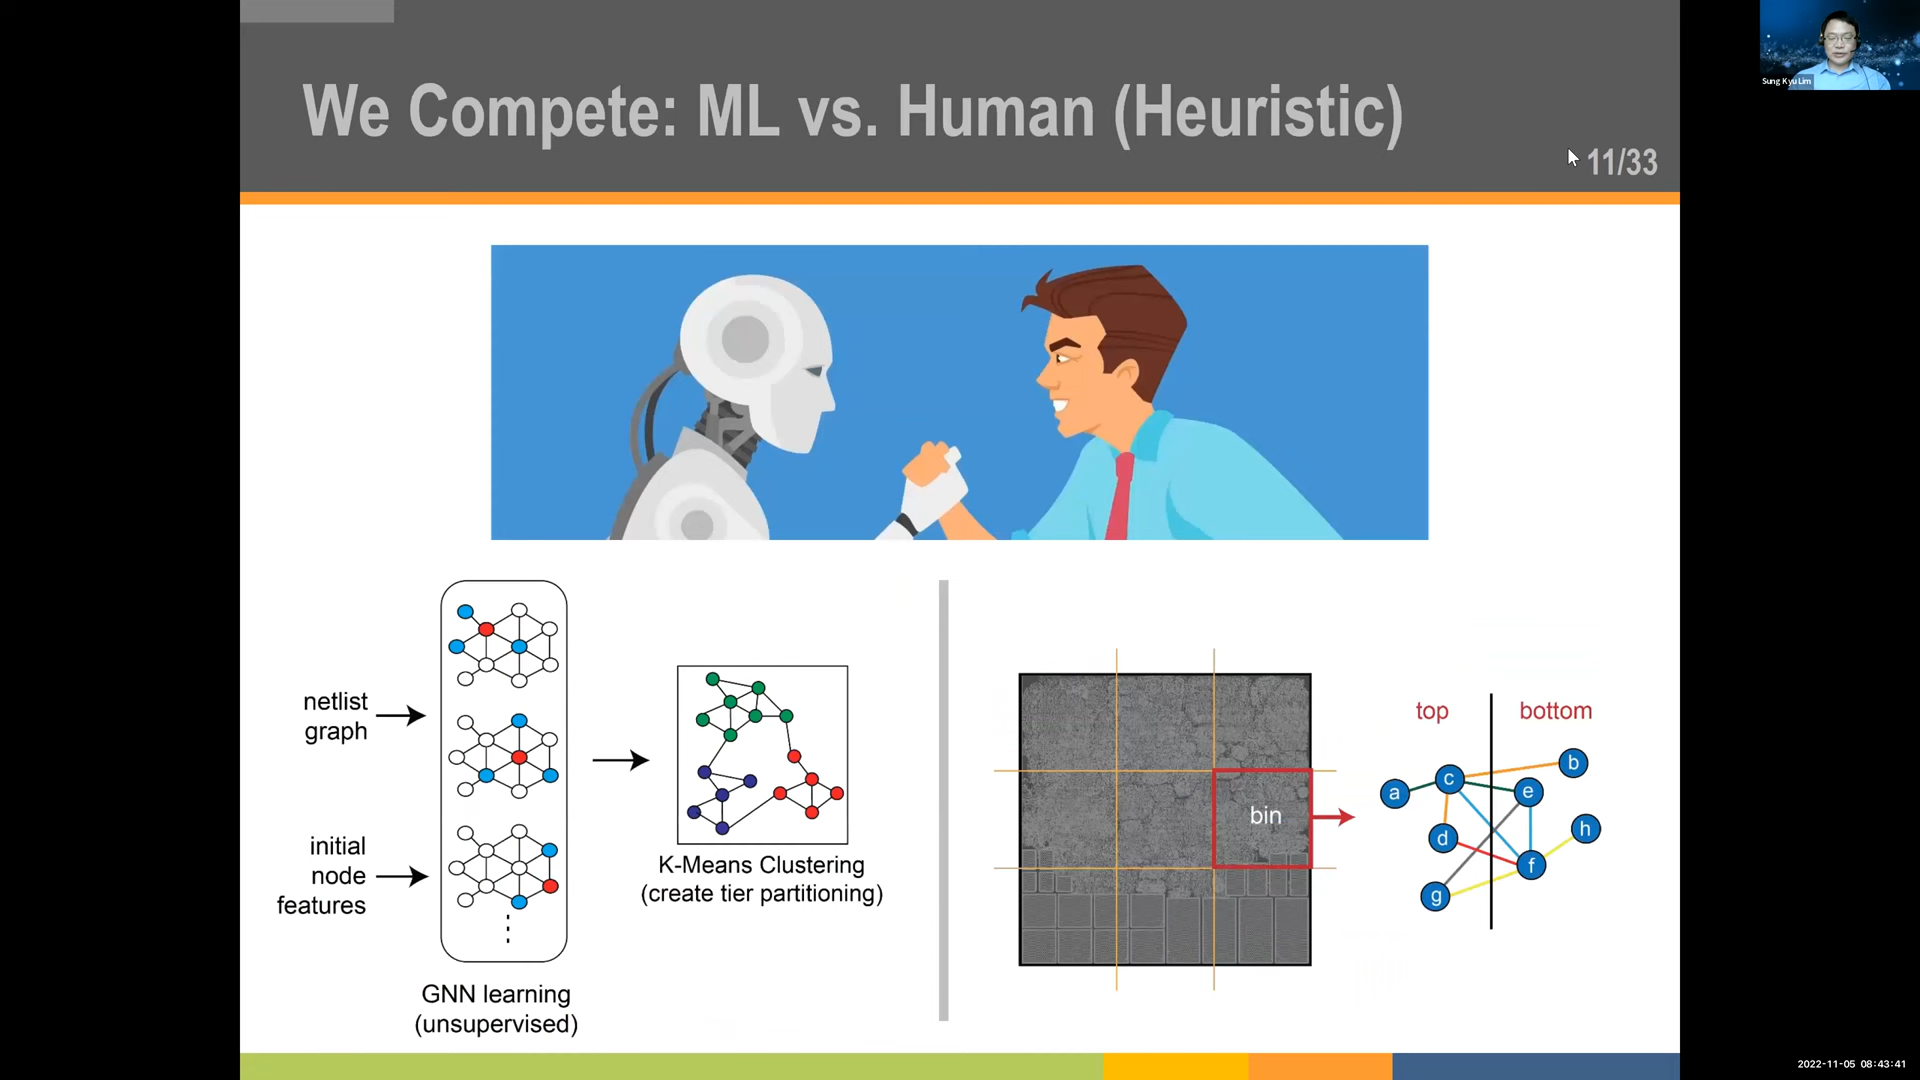 We Compete: ML vs. Human (Heuristic)
11/33
Sung Kyu Lim
netlist
graph
initial
node
features
GNN learning
(unsupervised)
K-Means Clustering
(create tier partitioning)
bin
top
bottom
a
c
b
e
d
h
f
g
2022-11-05 08:43:41